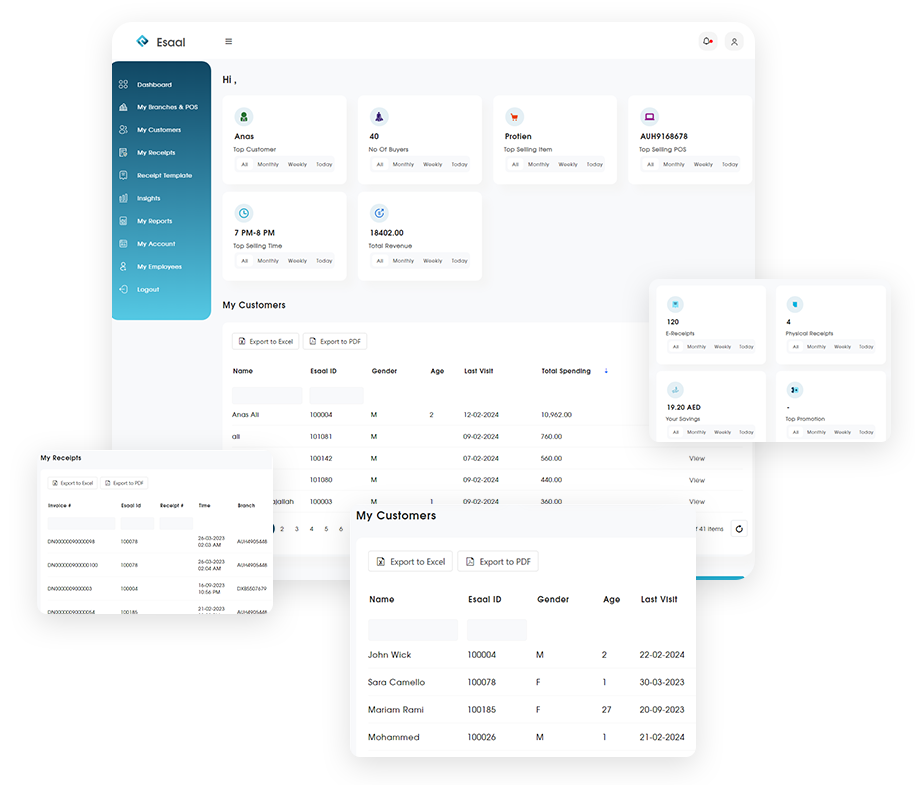 Esaal
Hi ,
Dashboard
My Branches & POS
My Customers
My Receipts
Receipt Template
Insights
My Reports
My Account
My Employees
Logout
Anas
Top Customer
All Monthly Weekly Today
40
No Of Buyers
All Monthly Weekly Today
Protien
Top Selling Item
All Monthly Weekly Today
AUH9168678
Top Selling POS
All Monthly Weekly Today
7 PM-8 PM
Top Selling Time
All Monthly Weekly Today
18402.00
Total Revenue
All Monthly Weekly Today
My Customers
Export to Excel Export to PDF
Name Esaal ID Gender Age Last Visit Total Spending
Anas Ali 100004 M 2 12-02-2024 10,962.00
ali 101081 M 09-02-2024 760.00
100142 M 07-02-2024 560.00 View
101080 M 09-02-2024 440.00 View
ajallah 100003 M 1 09-02-2024 360.00 View
2 3 4 5 6
41 items
120
E-Receipts
All Monthly Weekly Today
4
Physical Receipts
All Monthly Weekly Today
19.20 AED
Your Savings
All Monthly Weekly Today
-
Top Promotion
All Monthly Weekly Today
My Receipts
Export to Excel Export to PDF
Invoice # Esaal Id Receipt # Time Branch
DN00000090000098 100078 26-03-2023 02:03 AM AUH4905448
DN000000900000100 100078 26-03-2023 02:04 AM AUH4905448
DN0000009000003 100004 16-09-2023 10:56 PM DXB5507679
DN00000090000054 100185 21-02-2023 AUH4905448
My Customers
Export to Excel Export to PDF
Name Esaal ID Gender Age Last Visit
John Wick 100004 M 2 22-02-2024
Sara Camello 100078 F 1 30-03-2023
Mariam Rami 100185 F 27 20-09-2023
Mohammed 100026 M 1 21-02-2024